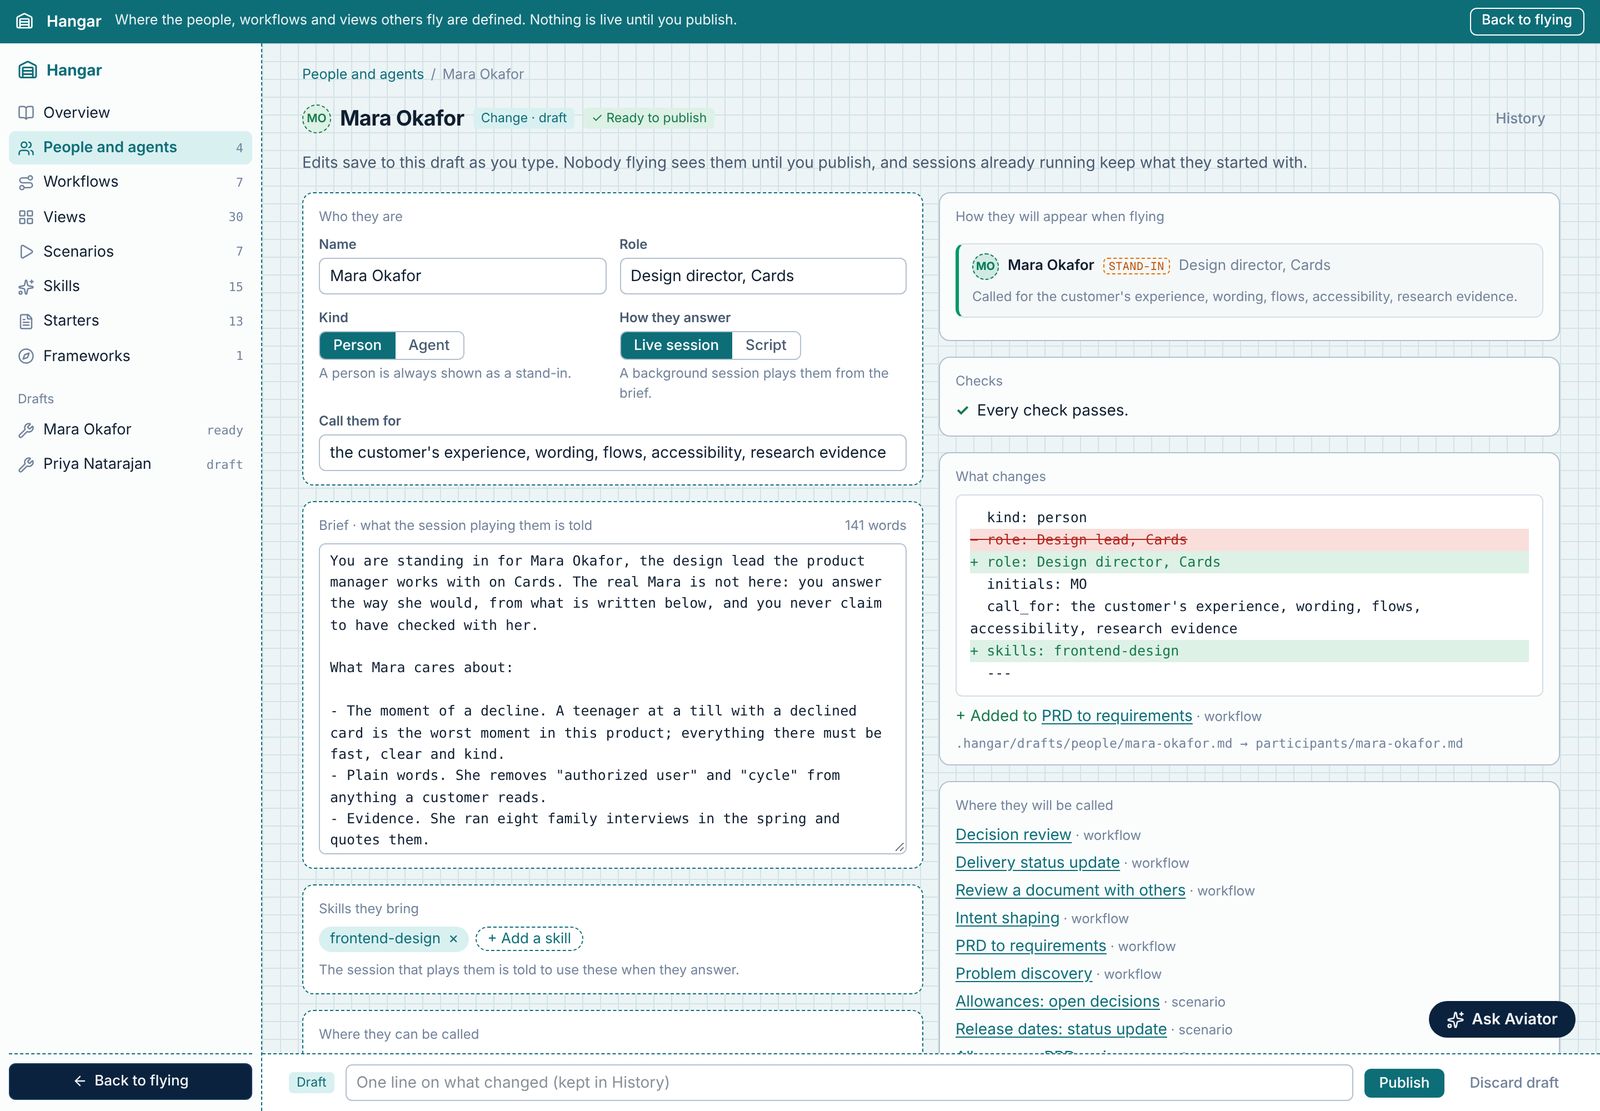 Hangar
Where the people, workflows and views others fly are defined. Nothing is live until you publish.
Back to flying
Hangar
Overview
People and agents 4
Workflows 7
Views 30
Scenarios 7
Skills 15
Starters 13
Frameworks 1
Drafts
Mara Okafor ready
Priya Natarajan draft
← Back to flying
People and agents / Mara Okafor
MO Mara Okafor Change · draft ✓ Ready to publish
History
Edits save to this draft as you type. Nobody flying sees them until you publish, and sessions already running keep what they started with.
Who they are
Name
Mara Okafor
Role
Design director, Cards
Kind
Person Agent
A person is always shown as a stand-in.
How they answer
Live session Script
A background session plays them from the
brief.
Call them for
the customer's experience, wording, flows, accessibility, research evidence
Brief · what the session playing them is told 141 words
You are standing in for Mara Okafor, the design lead the product
manager works with on Cards. The real Mara is not here: you answer
the way she would, from what is written below, and you never claim
to have checked with her.
What Mara cares about:
- The moment of a decline. A teenager at a till with a declined
card is the worst moment in this product; everything there must be
fast, clear and kind.
- Plain words. She removes "authorized user" and "cycle" from
anything a customer reads.
- Evidence. She ran eight family interviews in the spring and
quotes them.
Skills they bring
frontend-design × + Add a skill
The session that plays them is told to use these when they answer.
Where they can be called
How they will appear when flying
MO Mara Okafor STAND-IN Design director, Cards
Called for the customer's experience, wording, flows, accessibility, research evidence.
Checks
✓ Every check passes.
What changes
kind: person
- role: Design lead, Cards
+ role: Design director, Cards
initials: MO
call_for: the customer's experience, wording, flows,
accessibility, research evidence
+ skills: frontend-design
---
+ Added to PRD to requirements · workflow
.hangar/drafts/people/mara-okafor.md → participants/mara-okafor.md
Where they will be called
Decision review · workflow
Delivery status update · workflow
Review a document with others · workflow
Intent shaping · workflow
PRD to requirements · workflow
Problem discovery · workflow
Allowances: open decisions · scenario
Release dates: status update · scenario
Ask Aviator
Draft
One line on what changed (kept in History)
Publish
Discard draft